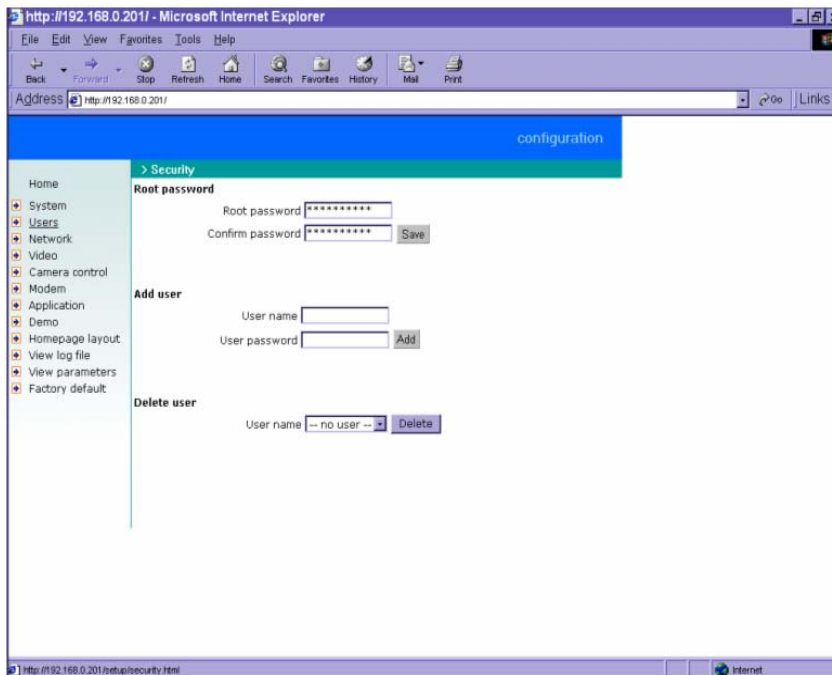 http://192.168.0.201/ - Microsoft Internet Explorer
File Edit View Favorites Tools Help
Back Forward Stop Refresh Home Search Favorites History Mail Print
Address http://192.168.0.201/ Go Links
configuration
> Security
Home
System
Users
Network
Video
Camera control
Modem
Application
Demo
Homepage layout
View log file
View parameters
Factory default
Root password
Root password **********
Confirm password ********** Save
Add user
User name
User password Add
Delete user
User name -- no user -- Delete
http://192.168.0.201/setup/security.html Internet